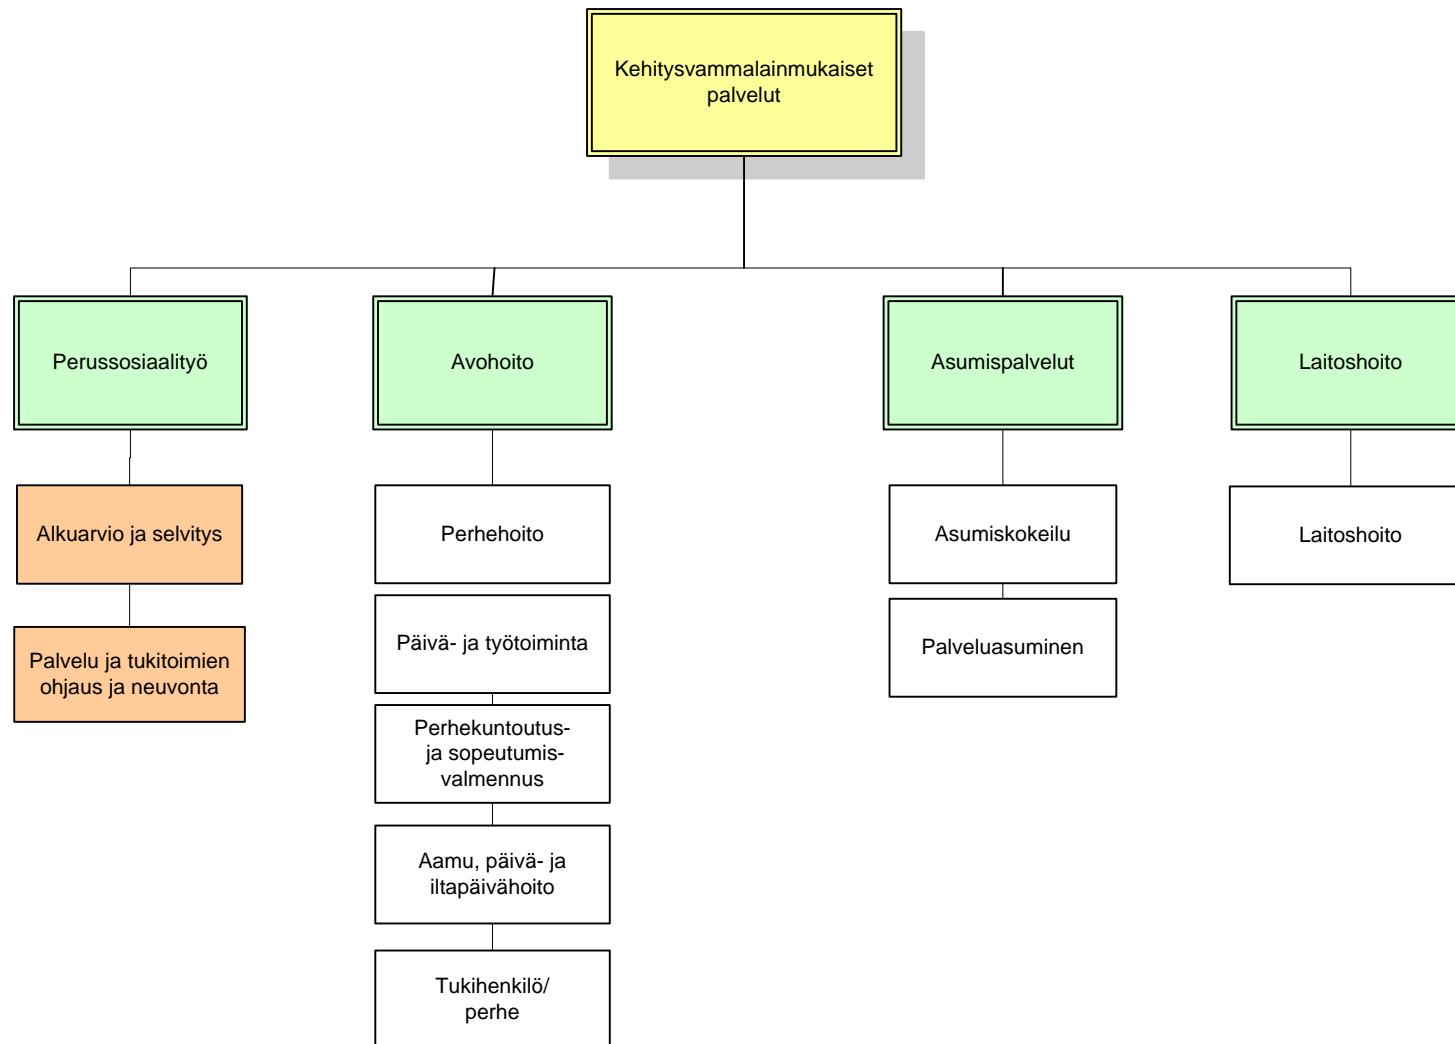 Kehitysvammalainmukaiset
palvelut
Perussosiaalityö
Avohoito
Asumispalvelut
Laitoshoito
Alkuarvio ja selvitys
Perhehoito
Asumiskokeilu
Laitoshoito
Palvelu ja tukitoimien
ohjaus ja neuvonta
Päivä- ja työtoiminta
Palveluasuminen
Perhekuntoutus-
ja sopeutumis-
valmennus
Aamu, päivä- ja
iltapäivähoito
Tukihenkilö/
perhe